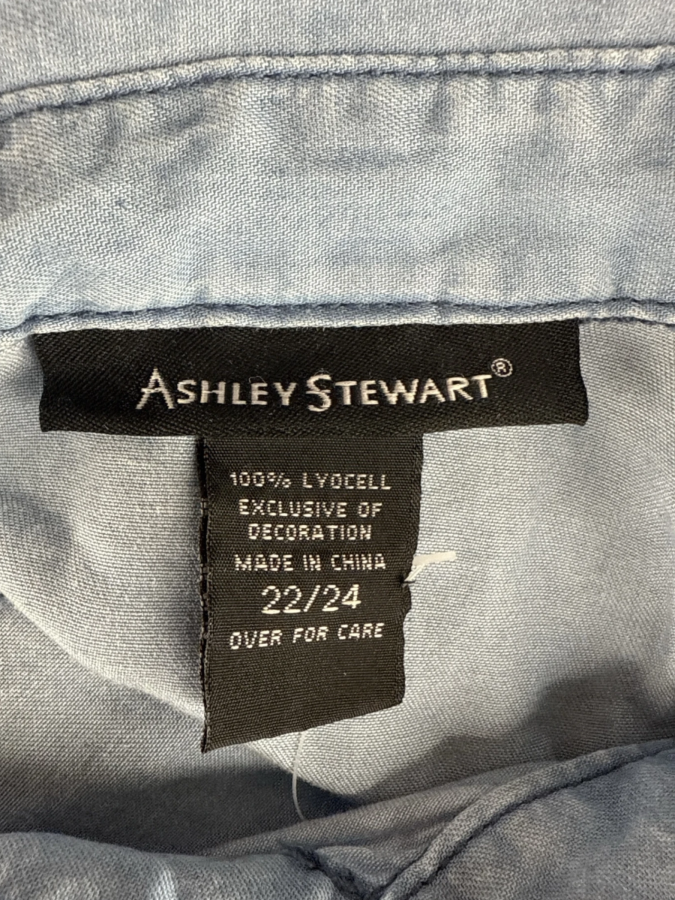 ASHLEY STEWART®
100% LYOCELL
EXCLUSIVE OF
DECORATION
MADE IN CHINA
22/24
OVER FOR CARE